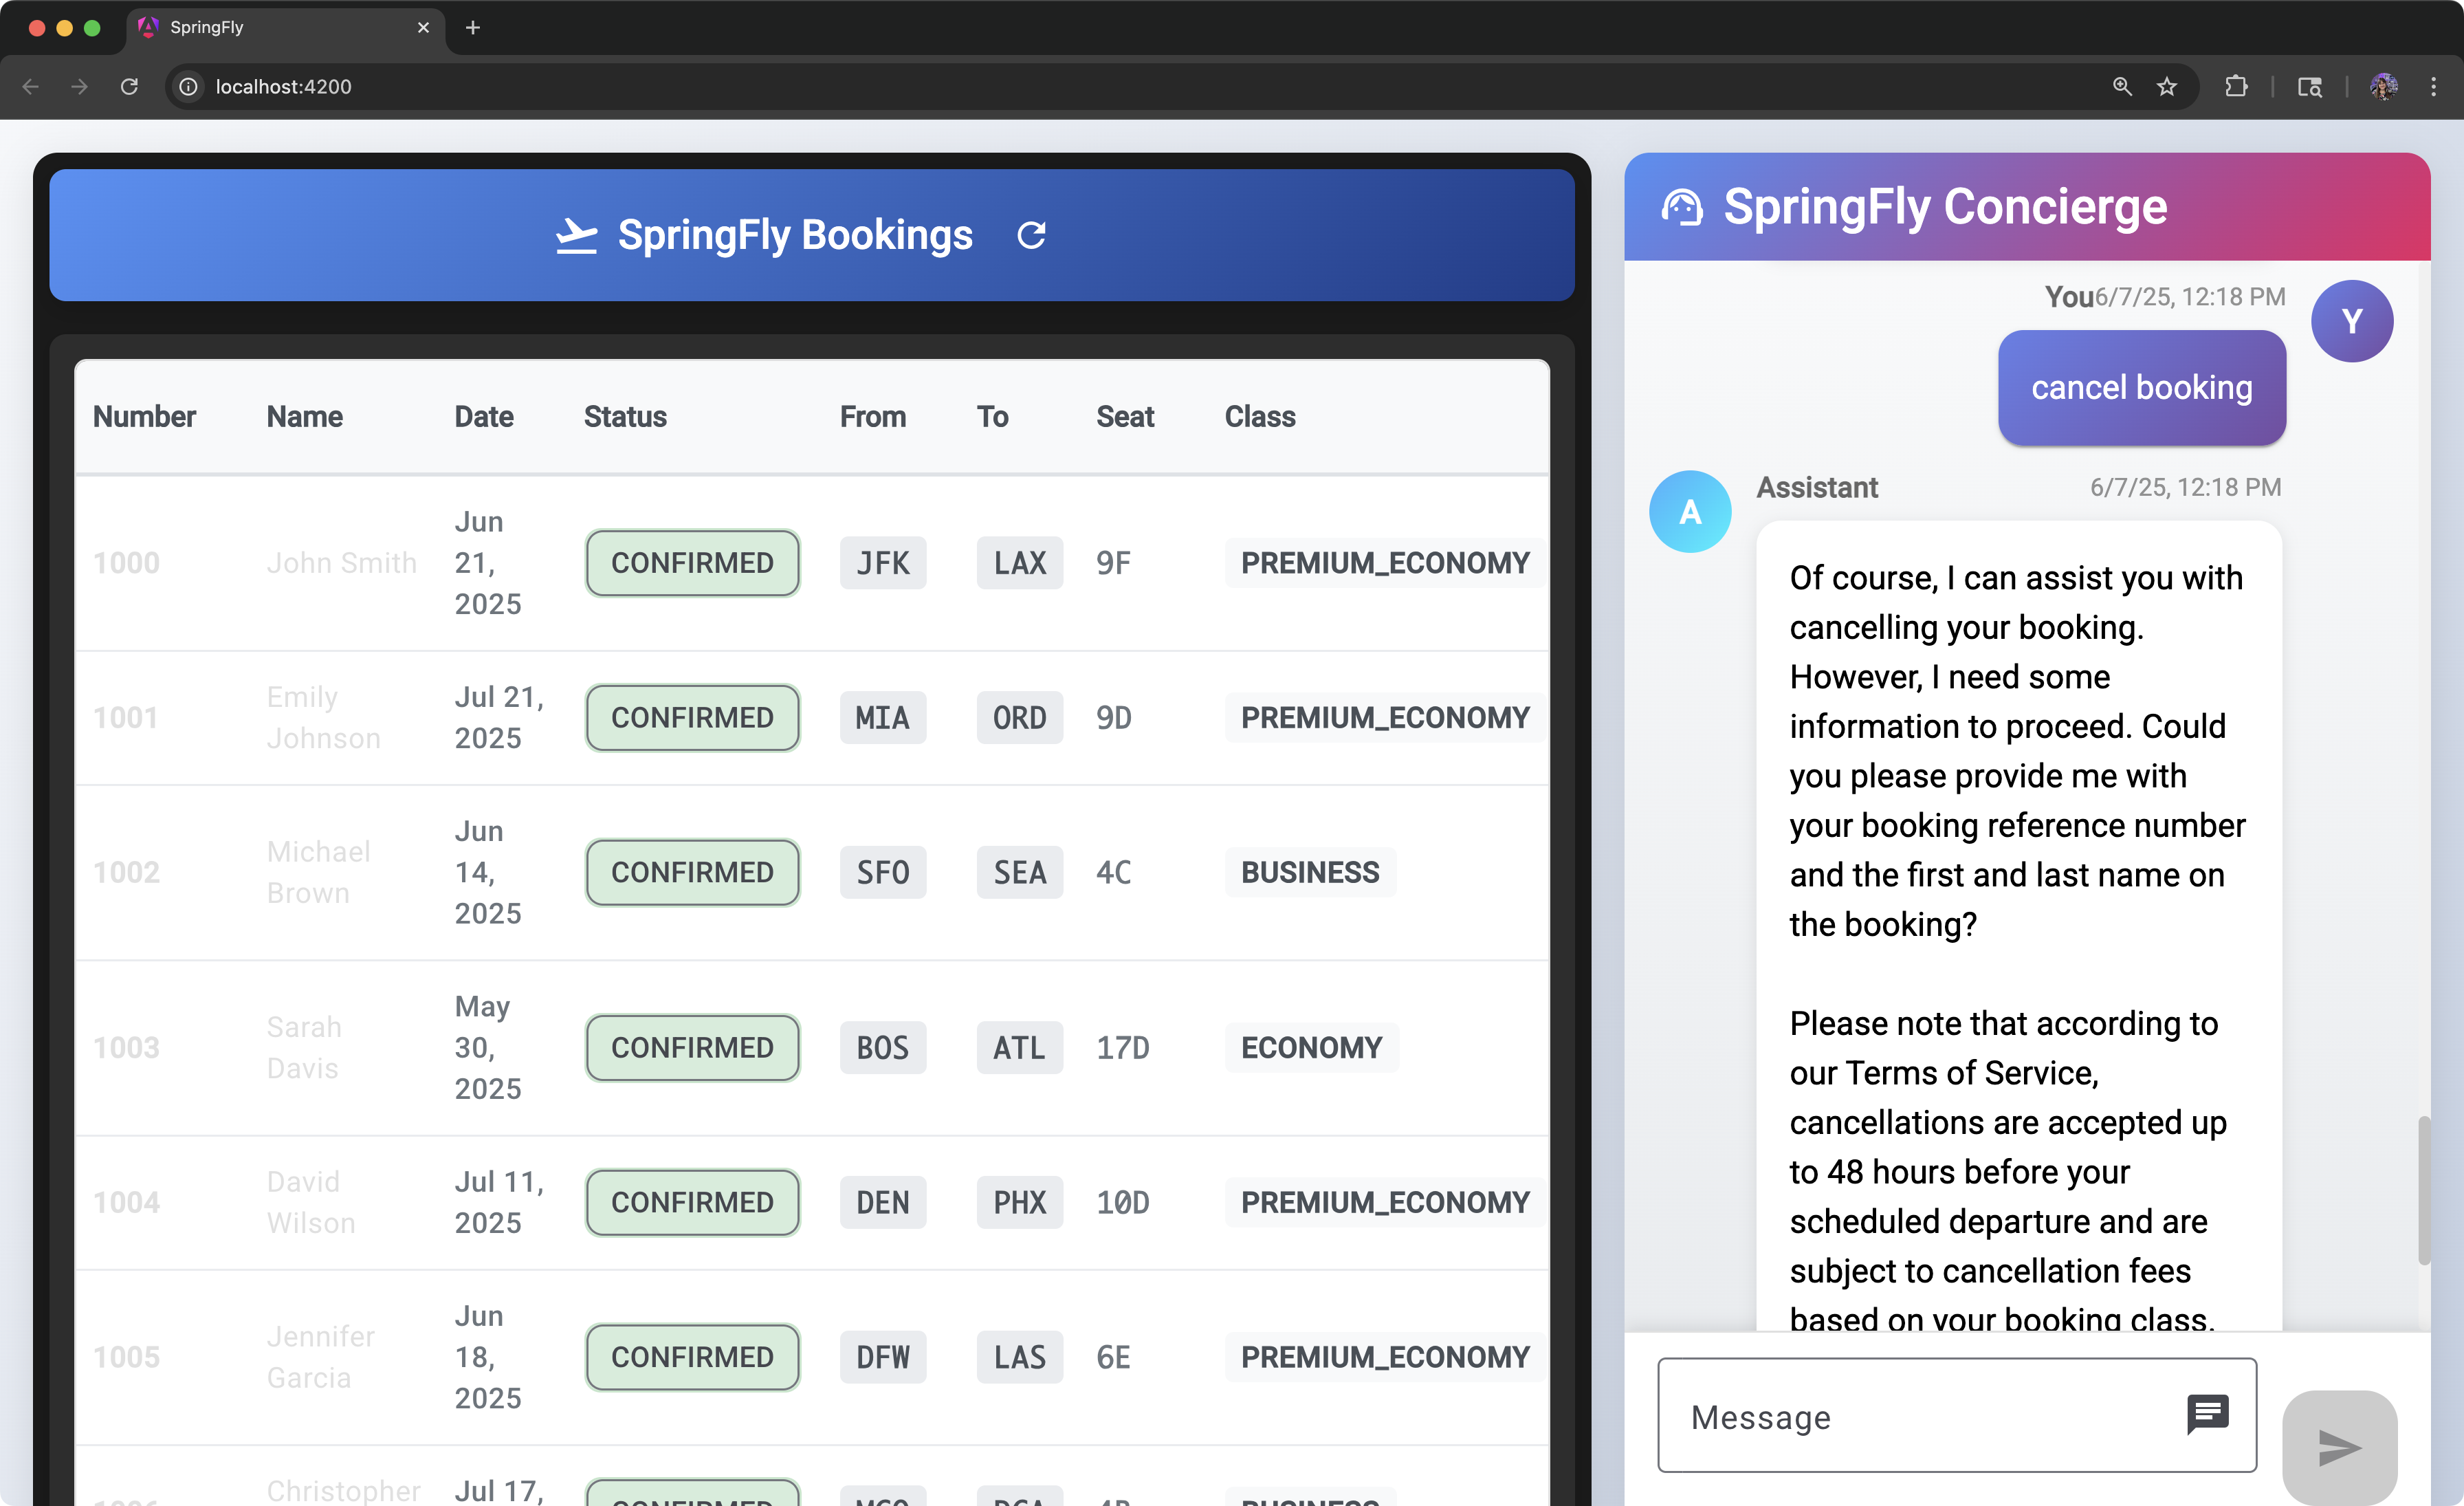 SpringFly
localhost:4200
SpringFly Bookings
Number Name Date Status From To Seat Class
1000 John Smith Jun 21, 2025 CONFIRMED JFK LAX 9F PREMIUM_ECONOMY
1001 Emily Johnson Jul 21, 2025 CONFIRMED MIA ORD 9D PREMIUM_ECONOMY
1002 Michael Brown Jun 14, 2025 CONFIRMED SFO SEA 4C BUSINESS
1003 Sarah Davis May 30, 2025 CONFIRMED BOS ATL 17D ECONOMY
1004 David Wilson Jul 11, 2025 CONFIRMED DEN PHX 10D PREMIUM_ECONOMY
1005 Jennifer Garcia Jun 18, 2025 CONFIRMED DFW LAS 6E PREMIUM_ECONOMY
Christopher Jul 17, CONFIRMED BUSINESS
SpringFly Concierge
You 6/7/25, 12:18 PM
Y
cancel booking
A
Assistant 6/7/25, 12:18 PM
Of course, I can assist you with
cancelling your booking.
However, I need some
information to proceed. Could
you please provide me with
your booking reference number
and the first and last name on
the booking?
Please note that according to
our Terms of Service,
cancellations are accepted up
to 48 hours before your
scheduled departure and are
subject to cancellation fees
based on your booking class.
Message